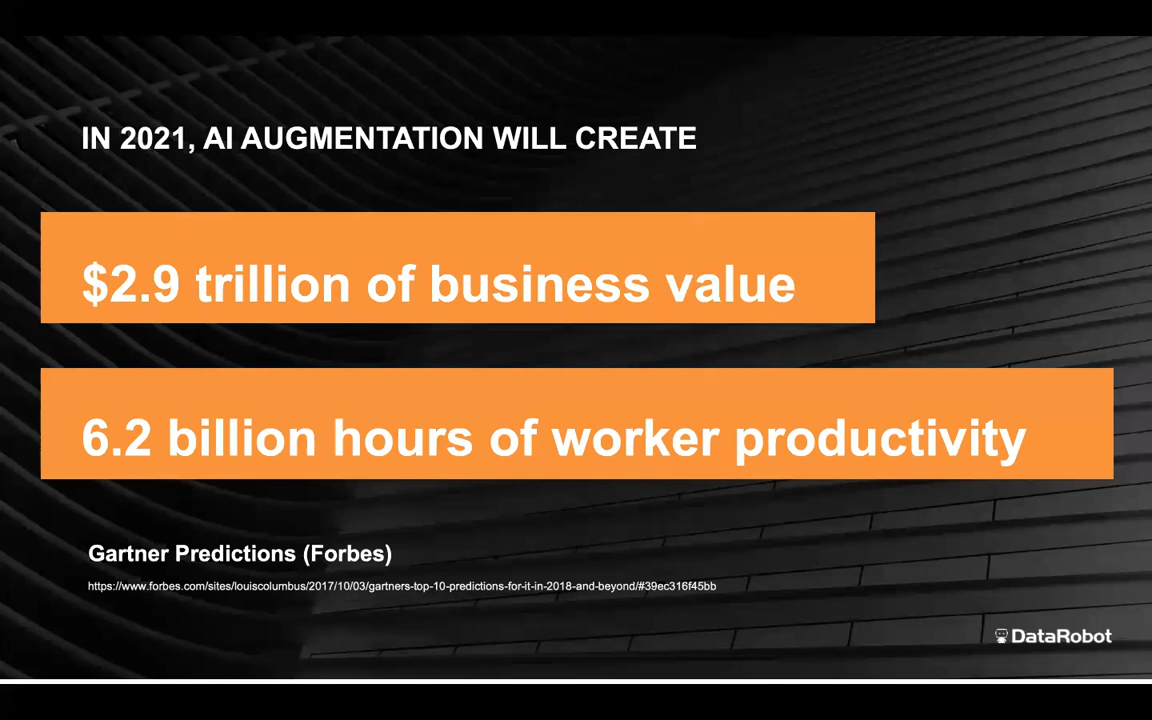 IN 2021, AI AUGMENTATION WILL CREATE
$2.9 trillion of business value
6.2 billion hours of worker productivity
Gartner Predictions (Forbes)
https://www.forbes.com/sites/louiscolumbus/2017/10/03/gartners-top-10-predictions-for-it-in-2018-and-beyond/#39ec316f45bb
DataRobot